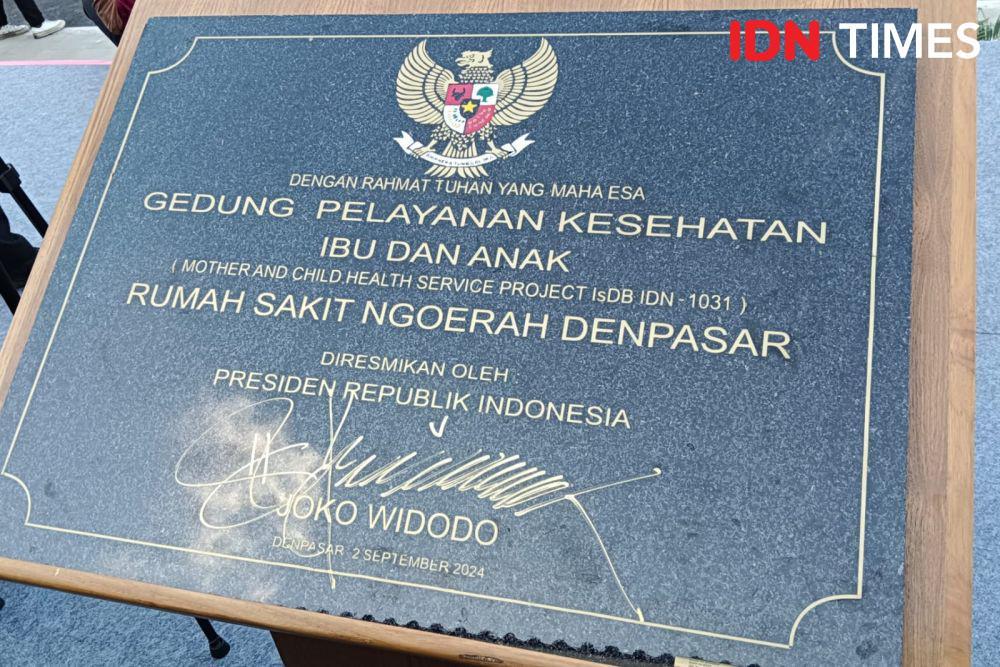 IDN TIMES
DENGAN RAHMAT TUHAN YANG MAHA ESA
GEDUNG PELAYANAN KESEHATAN
IBU DAN ANAK
( MOTHER AND CHILD HEALTH SERVICE PROJECT IsDB IDN - 1031 )
RUMAH SAKIT NGOERAH DENPASAR
DIRESMIKAN OLEH :
PRESIDEN REPUBLIK INDONESIA
JOKO WIDODO
DENPASAR 2 SEPTEMBER 2024